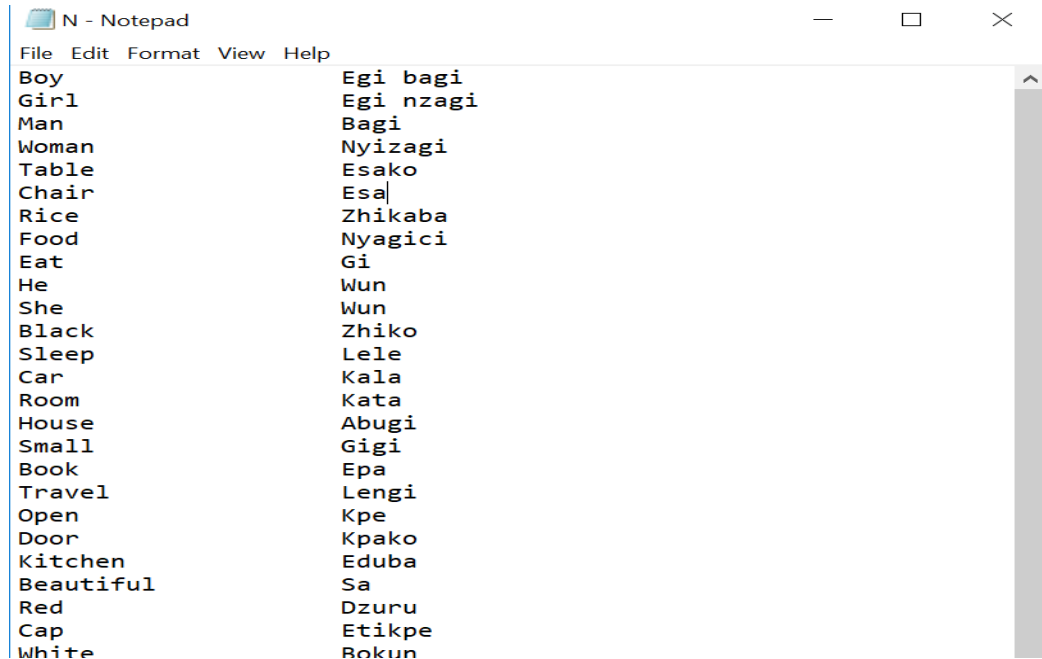 N - Notepad
File Edit Format View Help
Boy Egi bagi
Girl Egi nzagi
Man Bagi
Woman Nyizagi
Table Esako
Chair Esa
Rice Zhikaba
Food Nyagici
Eat Gi
He Wun
She Wun
Black Zhiko
Sleep Lele
Car Kala
Room Kata
House Abugi
Small Gigi
Book Epa
Travel Lengi
Open Kpe
Door Kpako
Kitchen Eduba
Beautiful Sa
Red Dzuru
Cap Etikpe
White Bokun